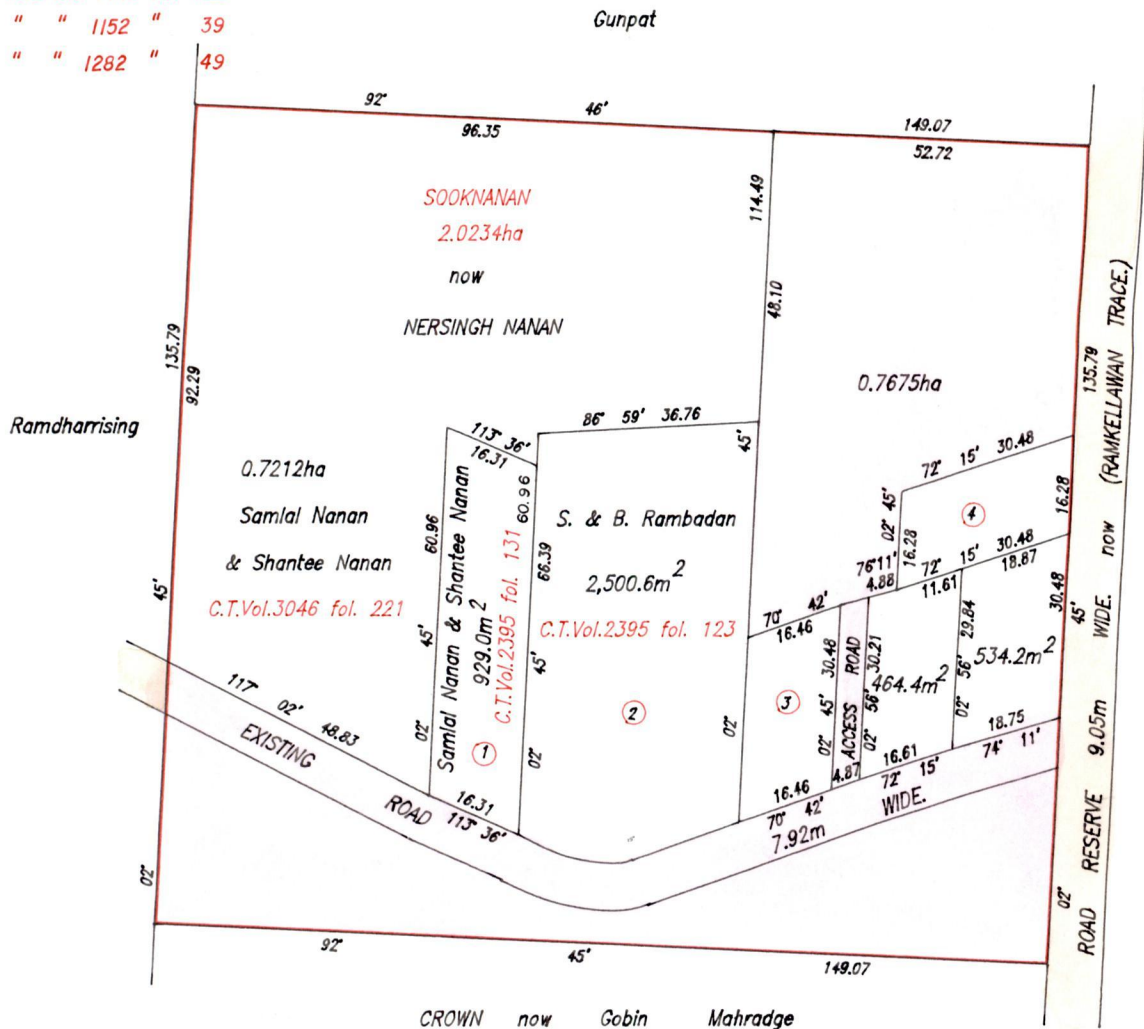 " " 1152 " 39
" " 1282 " 49
Gunpat
92° 46' 149.07
96.35 52.72
SOOKNANAN
2.0234ha
now
NERSINGH NANAN
114.49
48.10
45'
02°
135.79
92.29
45'
02°
Ramdharrising
0.7675ha
0.7212ha
Samlal Nanan
& Shantee Nanan
C.T.Vol.3046 fol. 221
113° 36'
16.31
60.96
45'
02°
Samlal Nanan & Shantee Nanan
929.0m2
C.T.Vol.2395 fol. 131
1
60.96
66.39
45'
02°
86° 59' 36.76
S. & B. Rambadan
2,500.6m2
C.T.Vol.2395 fol. 123
2
72° 15' 30.48
02° 45'
16.28
4
16.28
76°11'
4.88
72° 15' 30.48
11.61 18.87
70° 42'
16.46
3
30.48
02° 45'
ACCESS ROAD
30.21
02° 56'
464.4m2
29.84
02° 56'
534.2m2
30.48
16.46
70° 42'
4.87
16.61
72° 15'
18.75
74° 11'
7.92m WIDE.
117° 02' 48.83
EXISTING ROAD
16.31
113° 36'
135.79
45'
02°
ROAD RESERVE 9.05m WIDE. now (RAMKELLAWAN TRACE.)
92° 45' 149.07
CROWN now Gobin Mahradge